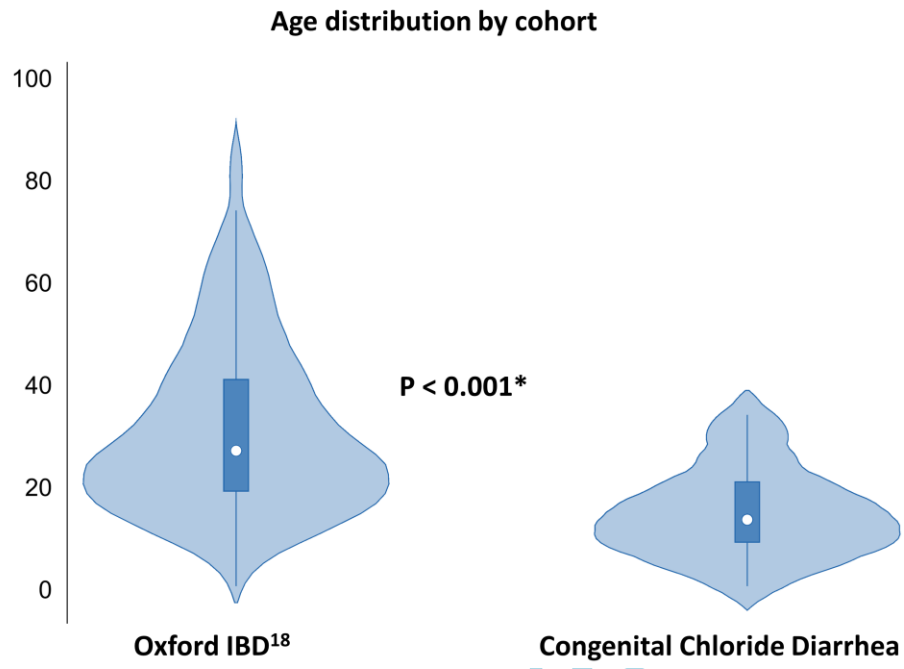 Age distribution by cohort
100
80
60
40
P < 0.001*
20
0
Oxford IBD¹⁸
Congenital Chloride Diarrhea